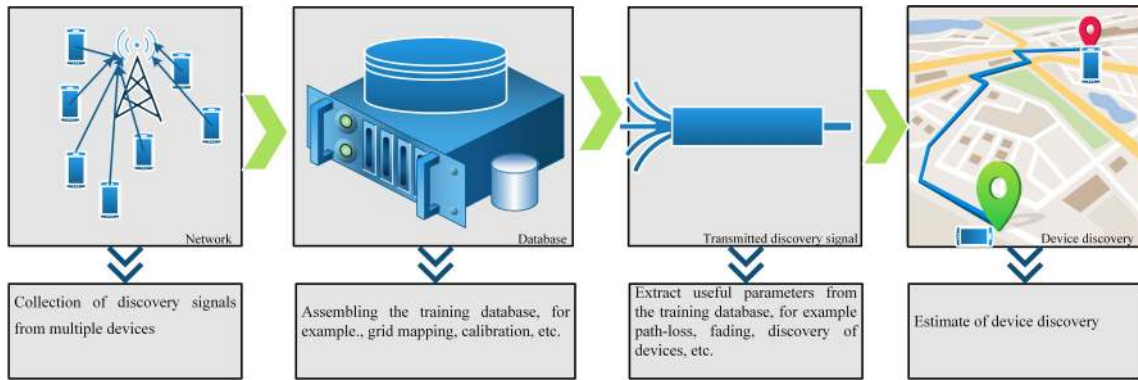 Network
Database
Transmitted discovery signal
Device discovery
Collection of discovery signals
from multiple devices
Assembling the training database, for
example., grid mapping, calibration, etc.
Extract useful parameters from
the training database, for example
path-loss, fading, discovery of
devices, etc.
Estimate of device discovery